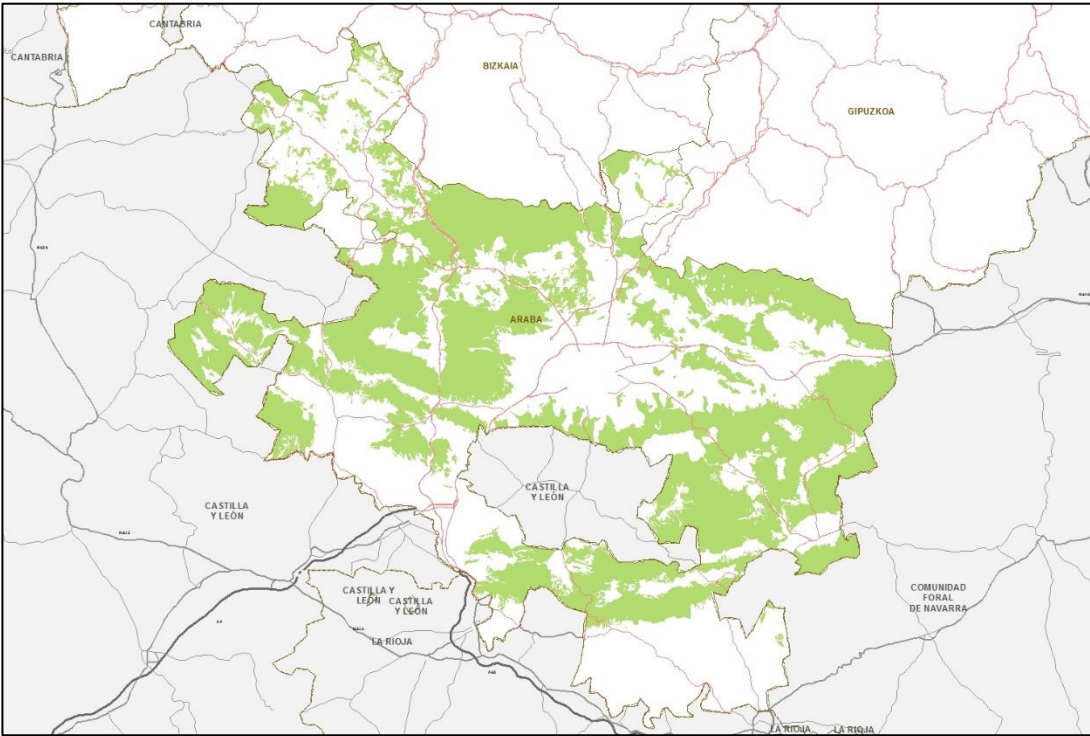 CANTABRIA
CANTABRIA
BIZKAIA
GIPUZKOA
ARABA
CASTILLA
Y LEÓN
CASTILLA
Y LEÓN
CASTILLA Y
LEÓN
CASTILLA
Y LEÓN
LA RIOJA
COMUNIDAD
FORAL
DE NAVARRA
LA RIOJA
LA RIOJA